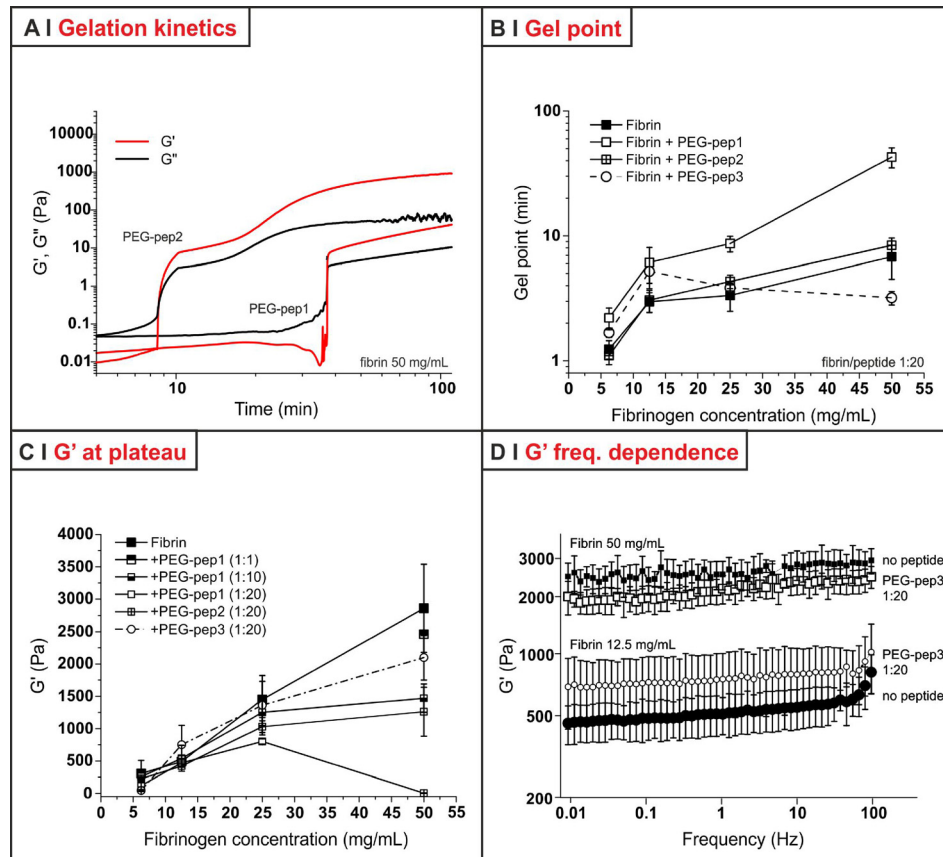 A I Gelation kinetics
10000
1000
100
10
1
0.1
0.01
G', G" (Pa)
G'
G"
PEG-pep2
PEG-pep1
fibrin 50 mg/mL
10
100
Time (min)
B I Gel point
100
10
1
Gel point (min)
Fibrin
Fibrin + PEG-pep1
Fibrin + PEG-pep2
Fibrin + PEG-pep3
fibrin/peptide 1:20
0 5 10 15 20 25 30 35 40 45 50 55
Fibrinogen concentration (mg/mL)
C I G' at plateau
4000
3500
3000
2500
2000
1500
1000
500
0
G' (Pa)
Fibrin
+PEG-pep1 (1:1)
+PEG-pep1 (1:10)
+PEG-pep1 (1:20)
+PEG-pep2 (1:20)
+PEG-pep3 (1:20)
0 5 10 15 20 25 30 35 40 45 50 55
Fibrinogen concentration (mg/mL)
D I G' freq. dependence
3000
2000
1000
500
200
G' (Pa)
Fibrin 50 mg/mL
no peptide
PEG-pep3
1:20
Fibrin 12.5 mg/mL
PEG-pep3
1:20
no peptide
0.01 0.1 1 10 100
Frequency (Hz)